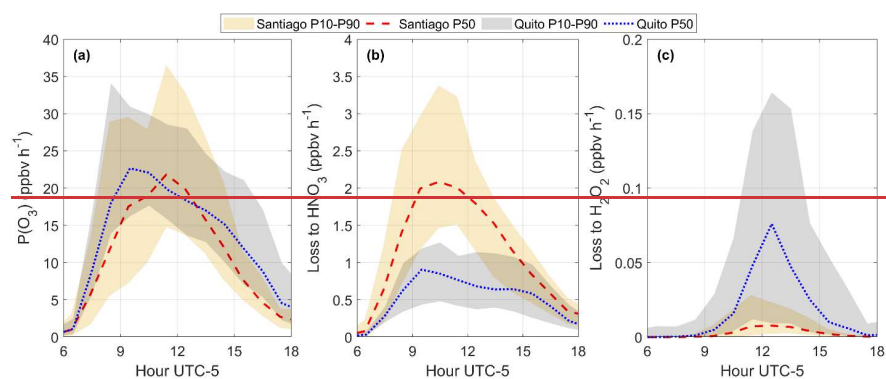 Santiago P10-P90 Santiago P50 Quito P10-P90 Quito P50
(a) (b) (c)
P(O3) (ppbv h-1)
40
35
30
25
20
15
10
5
0
6 9 12 15 18
Hour UTC-5
Loss to HNO3 (ppbv h-1)
4
3.5
3
2.5
2
1.5
1
0.5
0
6 9 12 15 18
Hour UTC-5
Loss to H2O2 (ppbv h-1)
0.2
0.15
0.1
0.05
0
6 9 12 15 18
Hour UTC-5